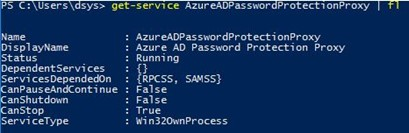 PS C:\Users\dsys> get-service AzureADPasswordProtectionProxy | fl
Name                : AzureADPasswordProtectionProxy
DisplayName         : Azure AD Password Protection Proxy
Status              : Running
DependentServices   : {}
ServicesDependedOn  : {RPCSS, SAMSS}
CanPauseAndContinue : False
CanShutdown         : False
CanStop             : True
ServiceType         : Win32OwnProcess